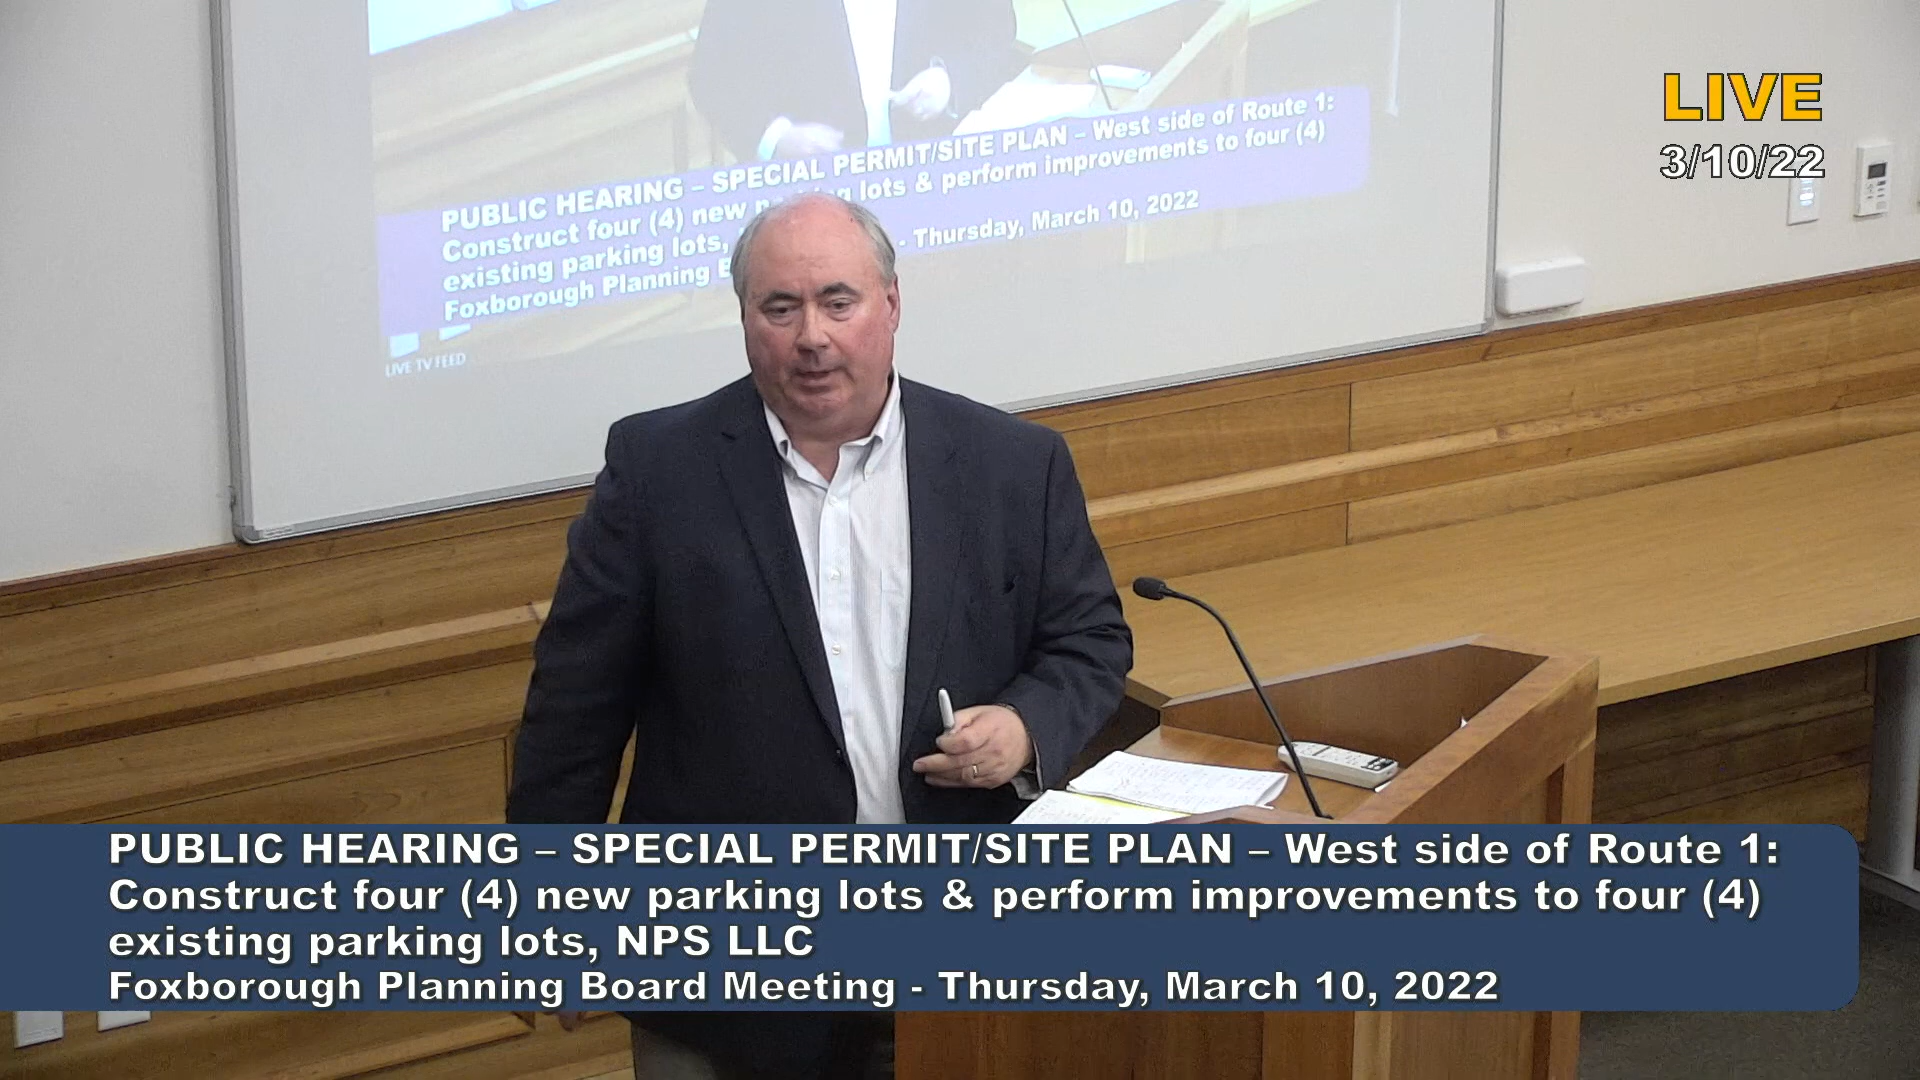 PUBLIC HEARING – SPECIAL PERMIT/SITE PLAN – West side of Route 1:
Construct four (4) new lots & perform improvements to four (4)
existing parking lots,
Foxborough Planning - Thursday, March 10, 2022
LIVE TV FEED
LIVE
3/10/22
PUBLIC HEARING – SPECIAL PERMIT/SITE PLAN – West side of Route 1:
Construct four (4) new parking lots & perform improvements to four (4)
existing parking lots, NPS LLC
Foxborough Planning Board Meeting - Thursday, March 10, 2022